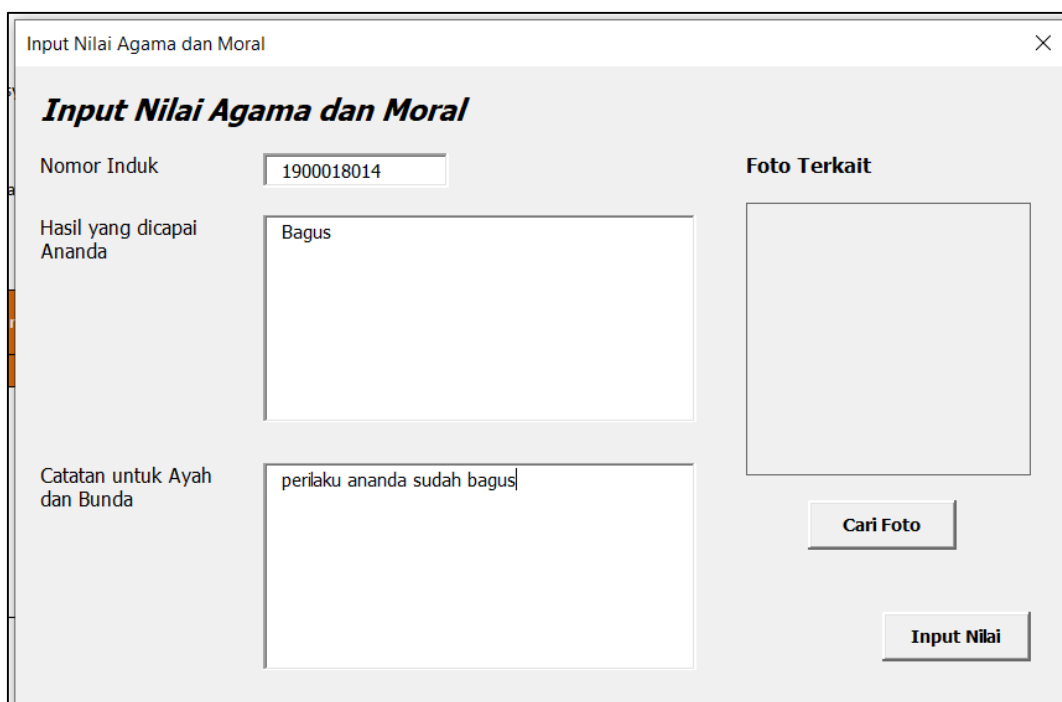 Input Nilai Agama dan Moral
Input Nilai Agama dan Moral
Nomor Induk
1900018014
Foto Terkait
Hasil yang dicapai
Ananda
Bagus
Catatan untuk Ayah
dan Bunda
perilaku ananda sudah bagus
Cari Foto
Input Nilai